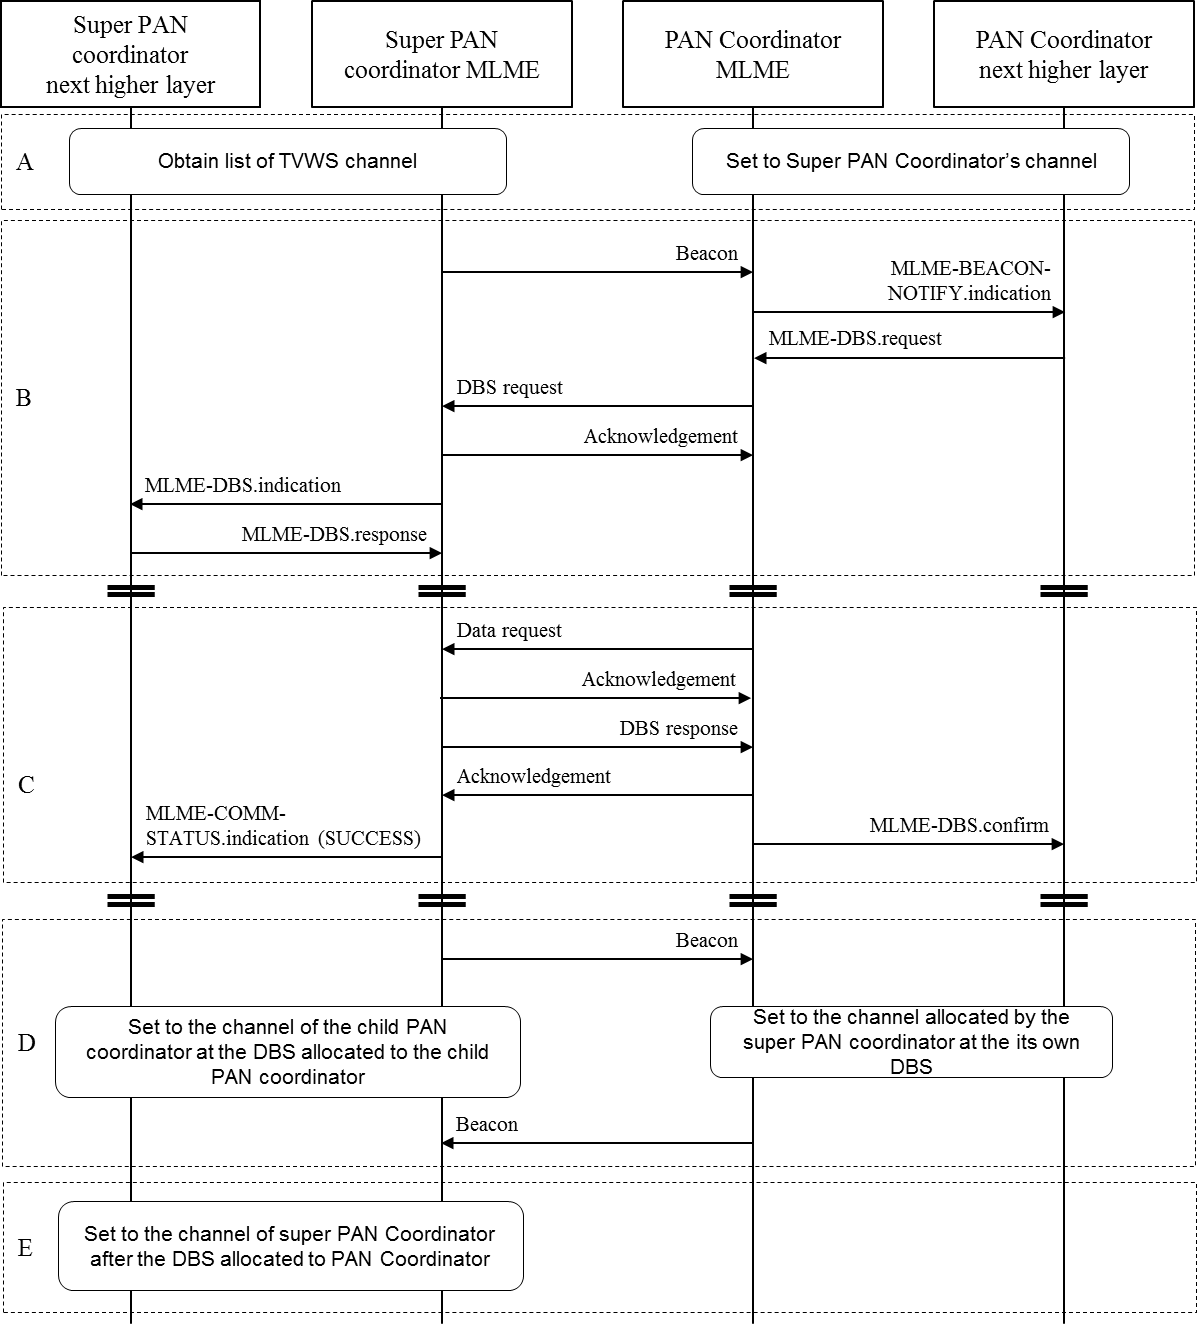 Super PAN
coordinator
next higher layer
Super PAN
coordinator MLME
PAN Coordinator
MLME
PAN Coordinator
next higher layer
A
Obtain list of TVWS channel
Set to Super PAN Coordinator's channel
B
Beacon
MLME-BEACON-
NOTIFY.indication
MLME-DBS.request
DBS request
Acknowledgement
MLME-DBS.indication
MLME-DBS.response
C
Data request
Acknowledgement
DBS response
Acknowledgement
MLME-COMM-
STATUS.indication (SUCCESS)
MLME-DBS.confirm
D
Beacon
Set to the channel of the child PAN
coordinator at the DBS allocated to the child
PAN coordinator
Set to the channel allocated by the
super PAN coordinator at the its own
DBS
Beacon
E
Set to the channel of super PAN Coordinator
after the DBS allocated to PAN Coordinator